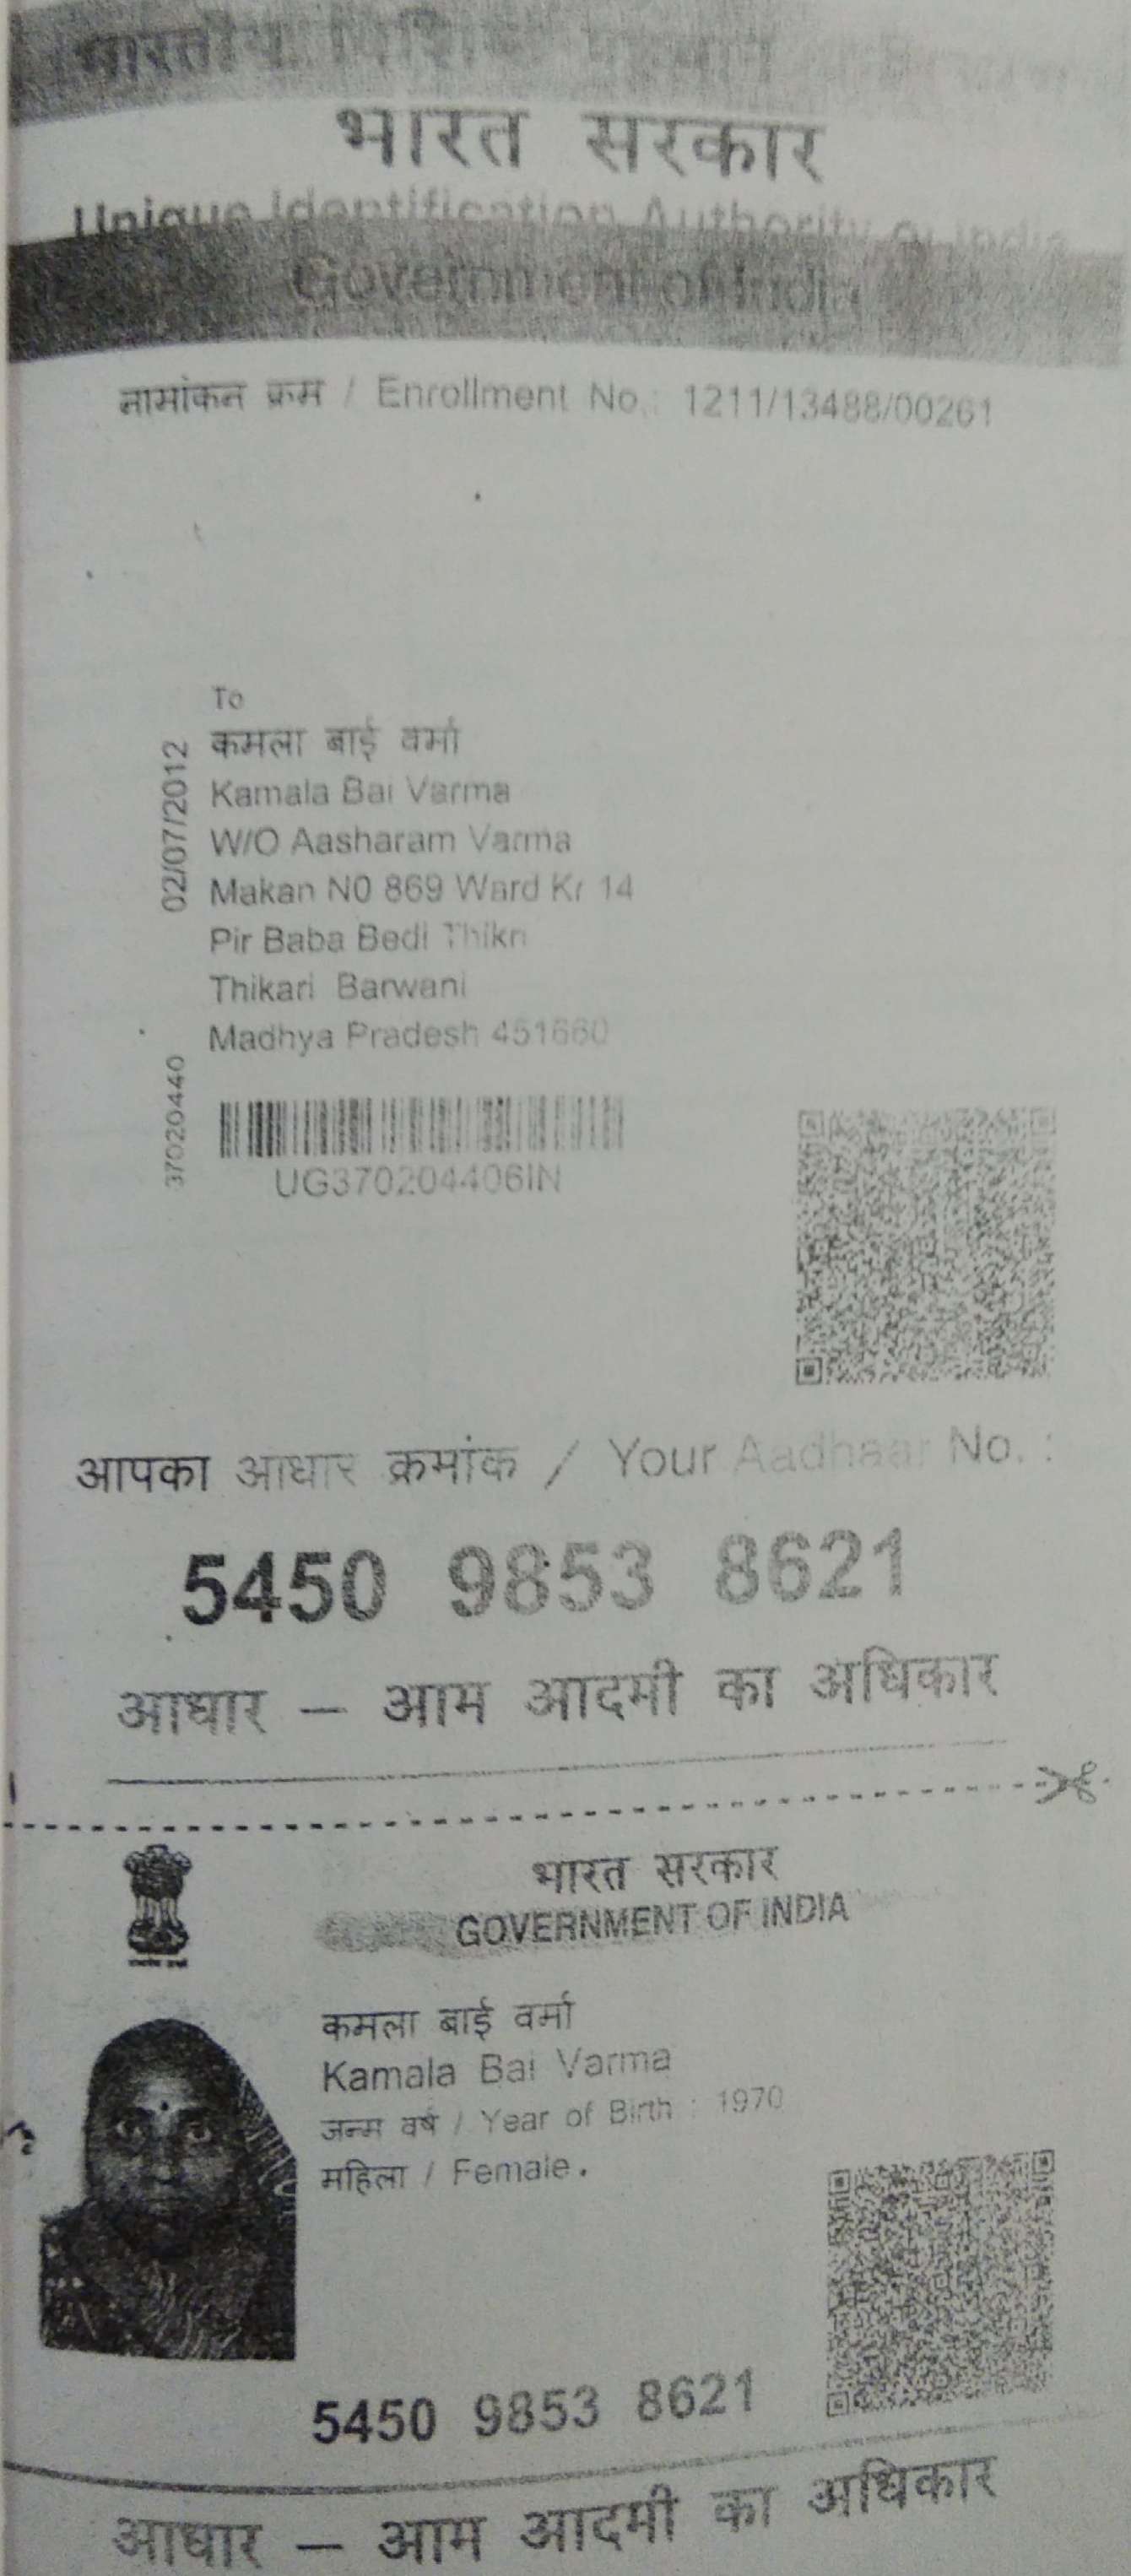 भारतीय विशिष्ट पहचान
भारत सरकार
Unique Identification Authority of India
Government of India
नामांकन क्रम / Enrollment No.: 1211/13488/00261
To
कमला बाई वर्मा
Kamala Bai Varma
W/O Aasharam Varma
Makan N0 869 Ward Kr 14
Pir Baba Bedi Thikri
Thikari Barwani
Madhya Pradesh 451660
02/07/2012
37020440
UG370204406IN
आपका आधार क्रमांक / Your Aadhaar No. :
5450 9853 8621
आधार – आम आदमी का अधिकार
भारत सरकार
GOVERNMENT OF INDIA
कमला बाई वर्मा
Kamala Bai Varma
जन्म वर्ष / Year of Birth : 1970
महिला / Female
5450 9853 8621
आधार – आम आदमी का अधिकार